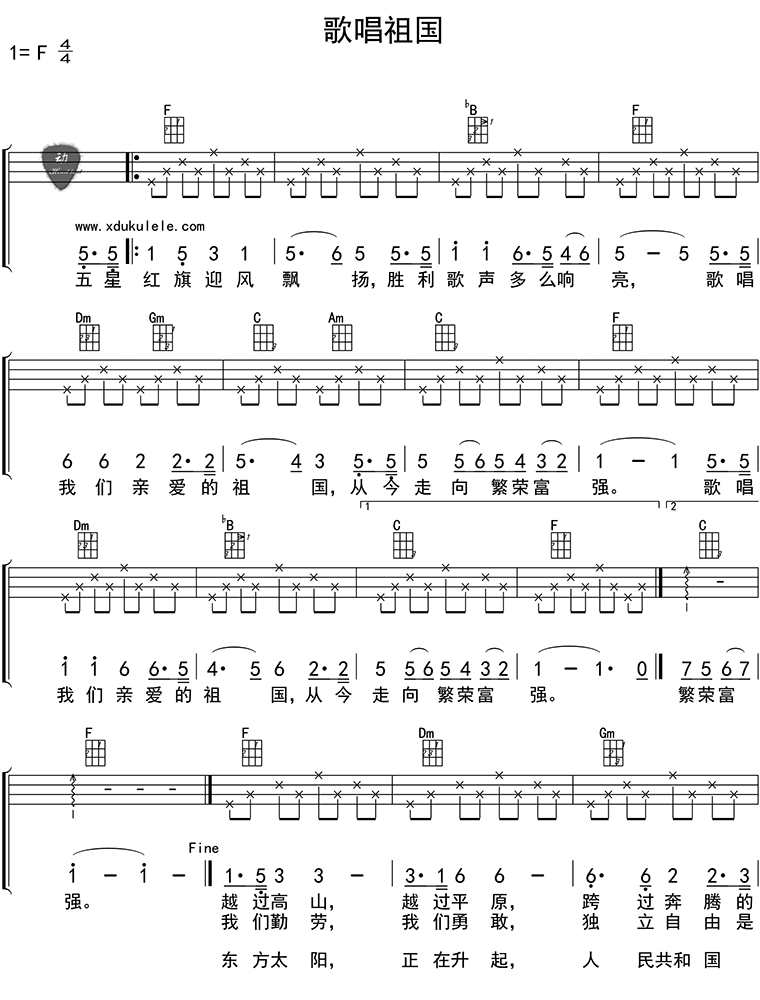 歌唱祖国
1= F 4/4
F ♭B F
动
www.xdukulele.com
5· 5 1 5 3 1 5· 6 5 5·5 1 1 6·5 4 6 5 — 5 5·5
五星 红旗迎风飘 扬,胜利歌声多么响 亮, 歌唱
Dm Gm C Am C F
6 6 2 2·2 5· 4 3 5·5 5 5 6 5 4 3 2 1 — 1 5·5
我们亲爱的祖 国,从今走向繁荣富 强。 歌唱
1 2
Dm ♭B C F C
1 1 6 6·5 4· 5 6 2·2 5 5 6 5 4 3 2 1 — 1· 0 7 5 6 7
我们亲爱的祖 国,从今走向繁荣富 强。 繁荣富
F F Dm Gm
Fine
1 — 1 — 1·5 3 3 — 3·1 6 6 — 6· 6 2 2·3
强。 越过高山, 越过平原, 跨过奔腾的
我们勤劳, 我们勇敢, 独立自由是
东方太阳, 正在升起, 人民共和国